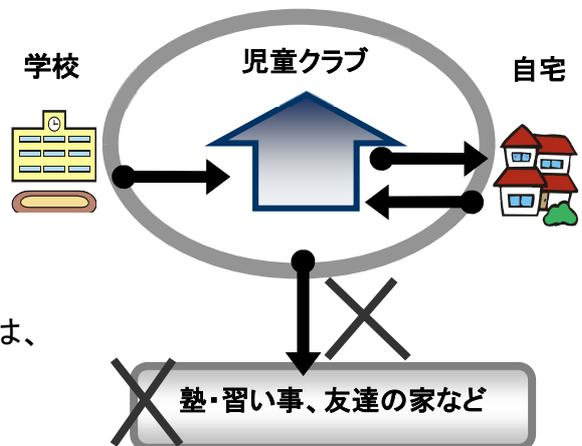 学校
児童クラブ
自宅
は、
塾・習い事、友達の家など